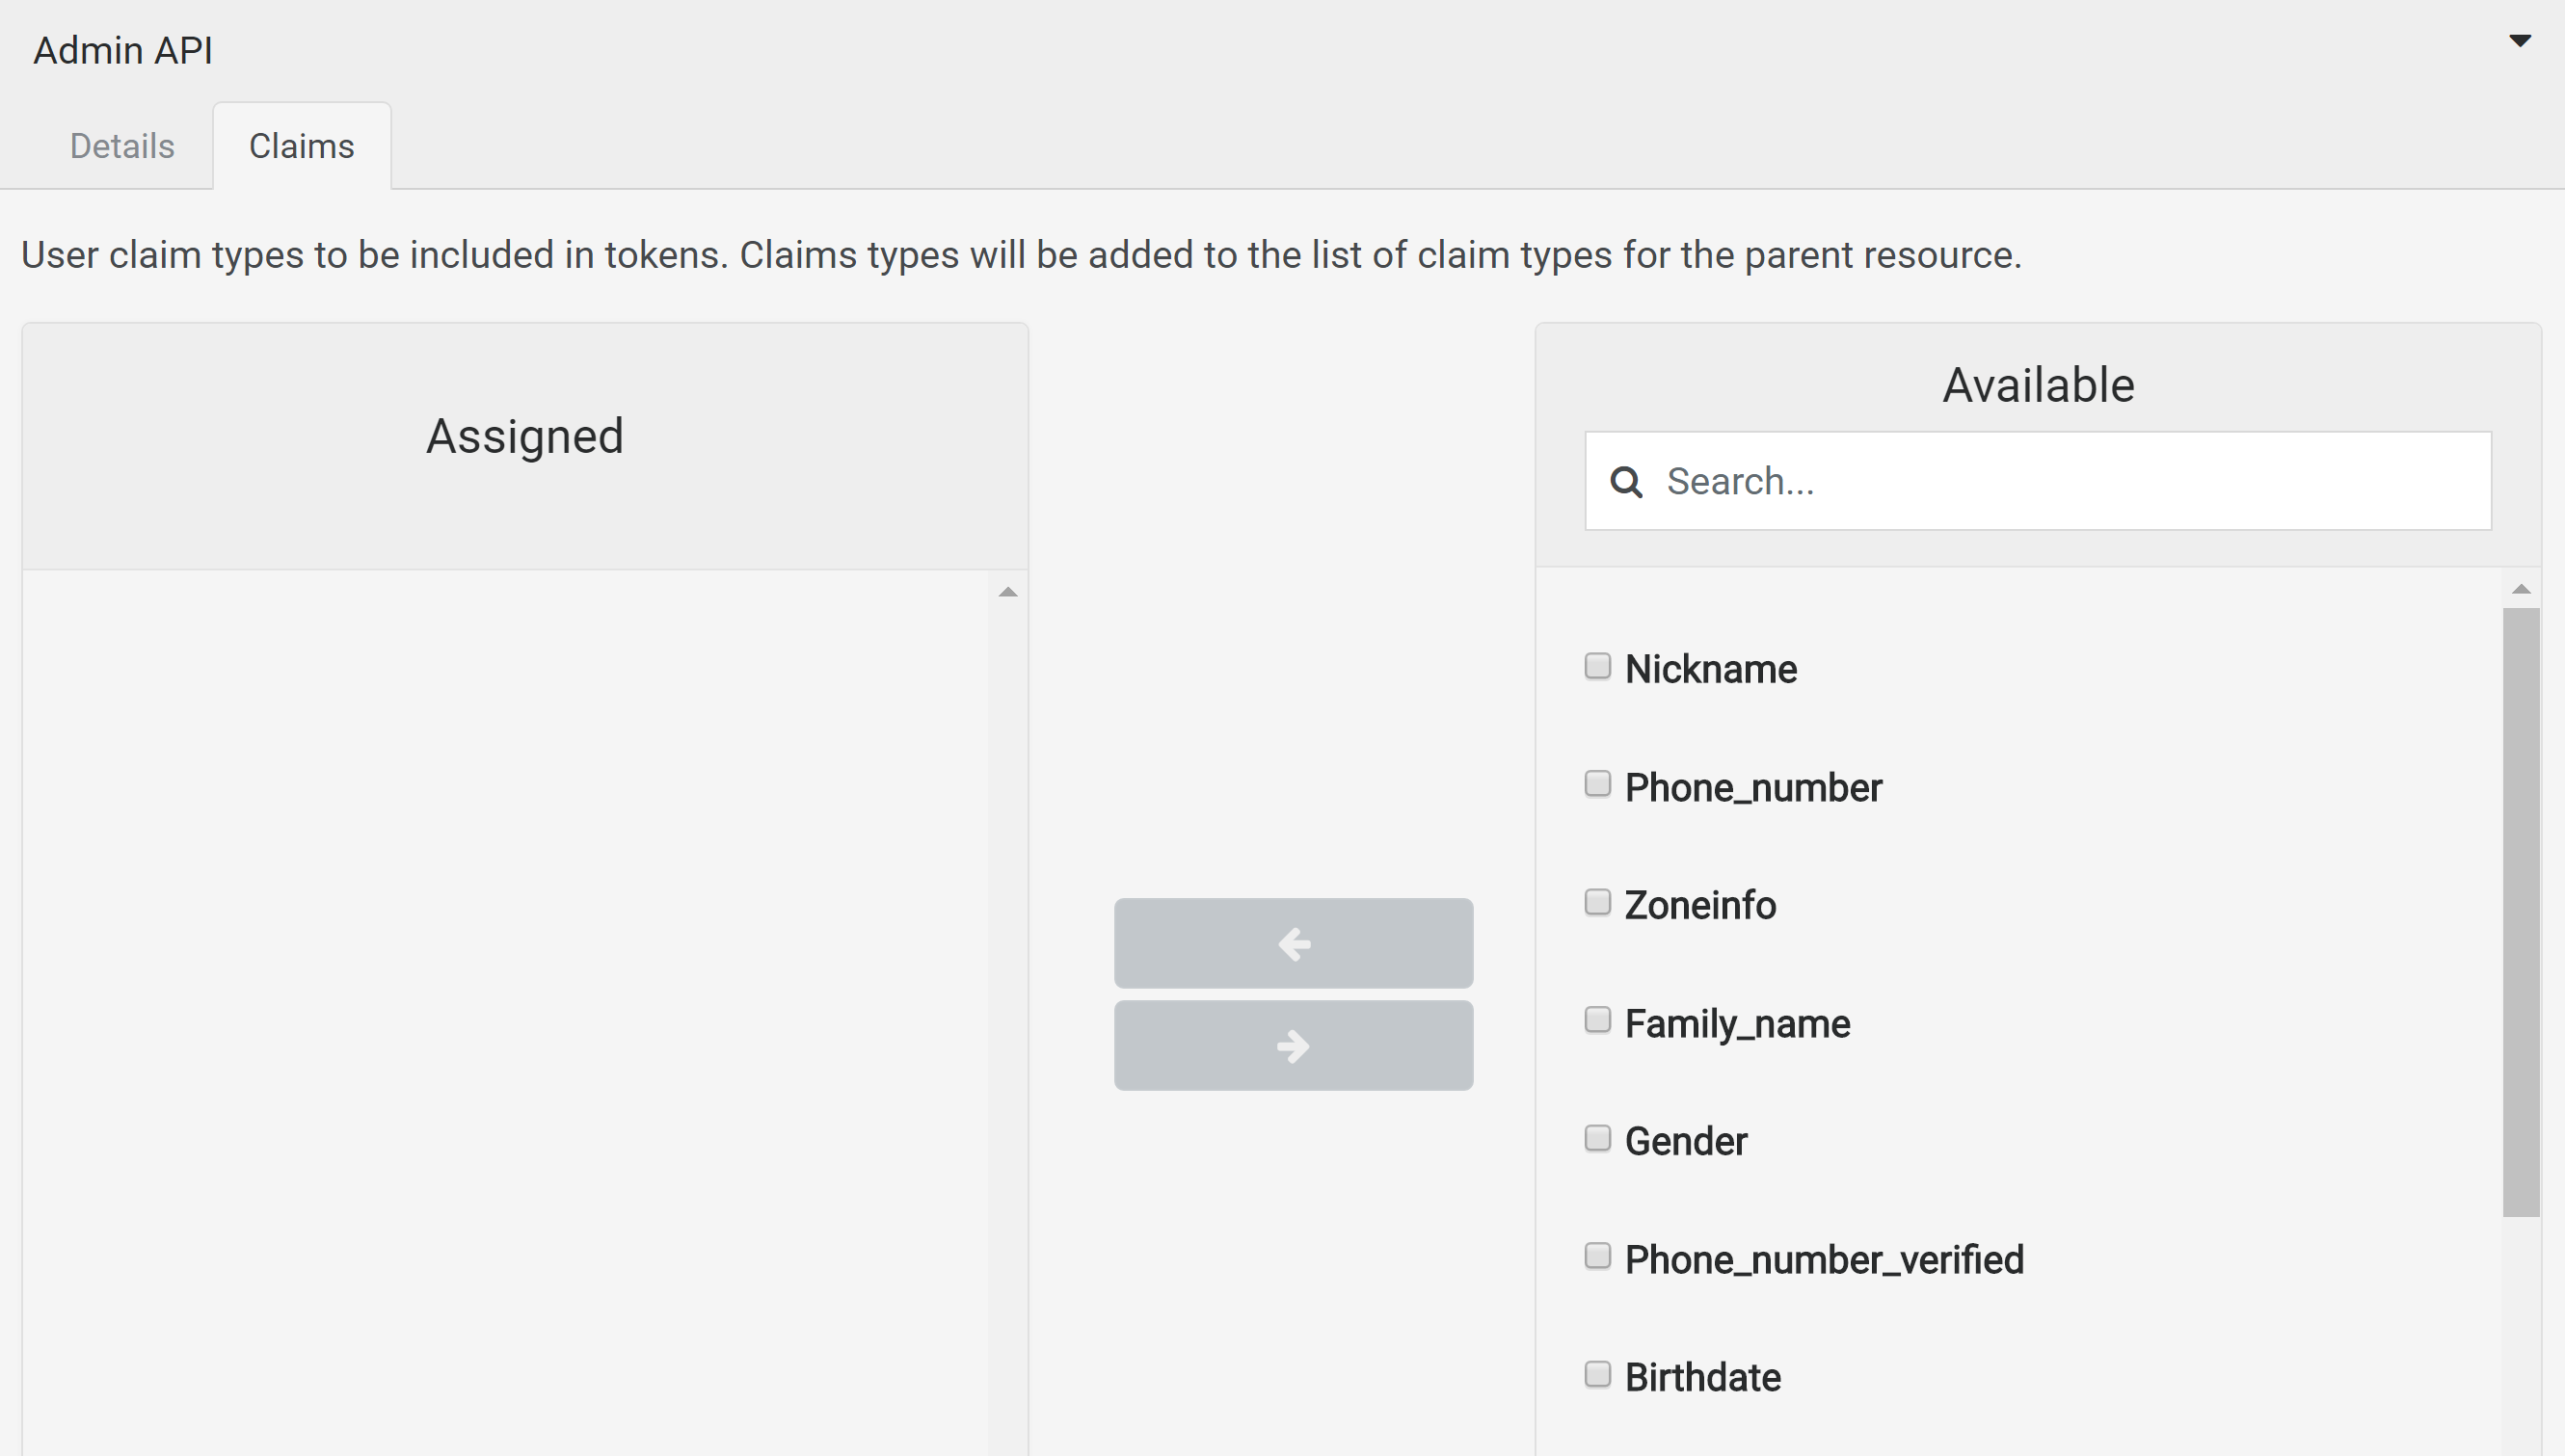 Admin API
Details
Claims
User claim types to be included in tokens. Claims types will be added to the list of claim types for the parent resource.
Assigned
Available
Search...
Nickname
Phone_number
Zoneinfo
Family_name
Gender
Phone_number_verified
Birthdate